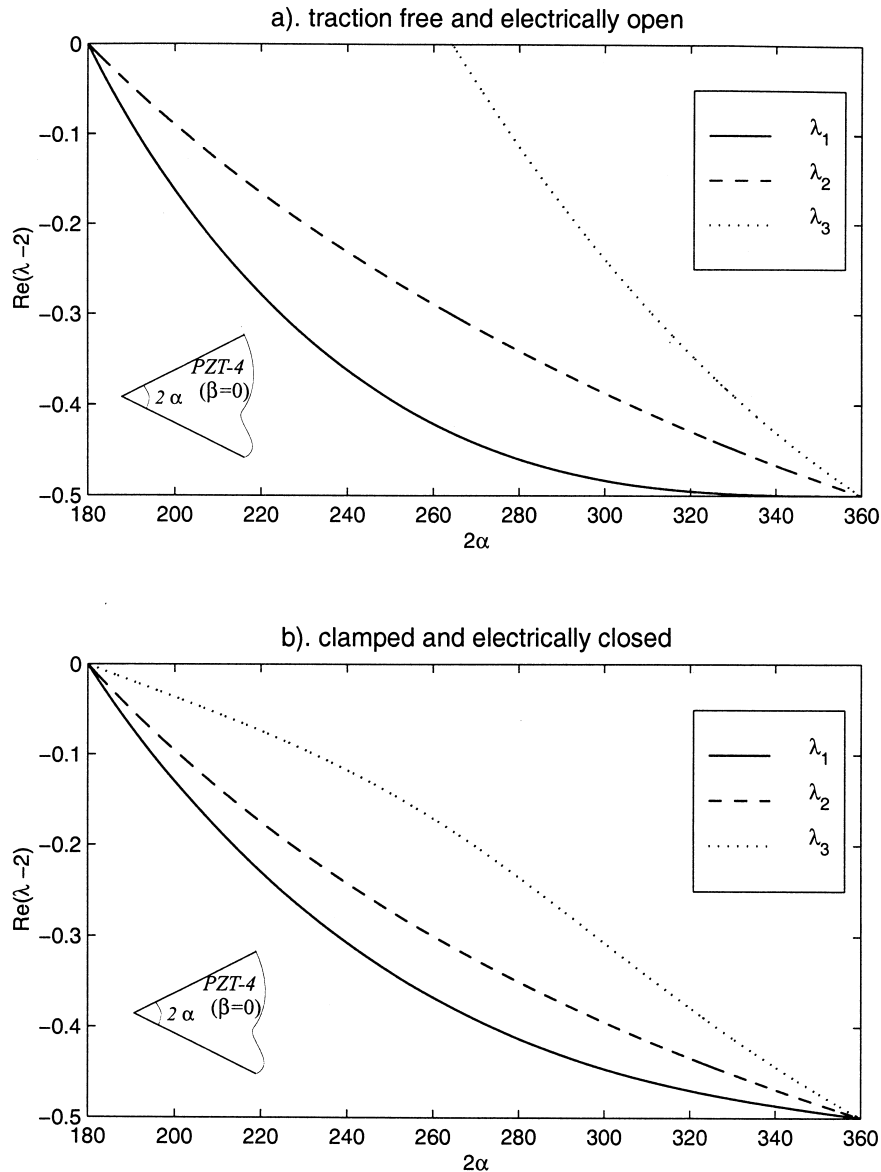 a). traction free and electrically open
0
−0.1
−0.2
−0.3
−0.4
−0.5
Re(λ −2)
λ1
λ2
λ3
PZT-4
2 α (β=0)
180 200 220 240 260 280 300 320 340 360
2α
b). clamped and electrically closed
0
−0.1
−0.2
−0.3
−0.4
−0.5
Re(λ −2)
λ1
λ2
λ3
PZT-4
2 α (β=0)
180 200 220 240 260 280 300 320 340 360
2α